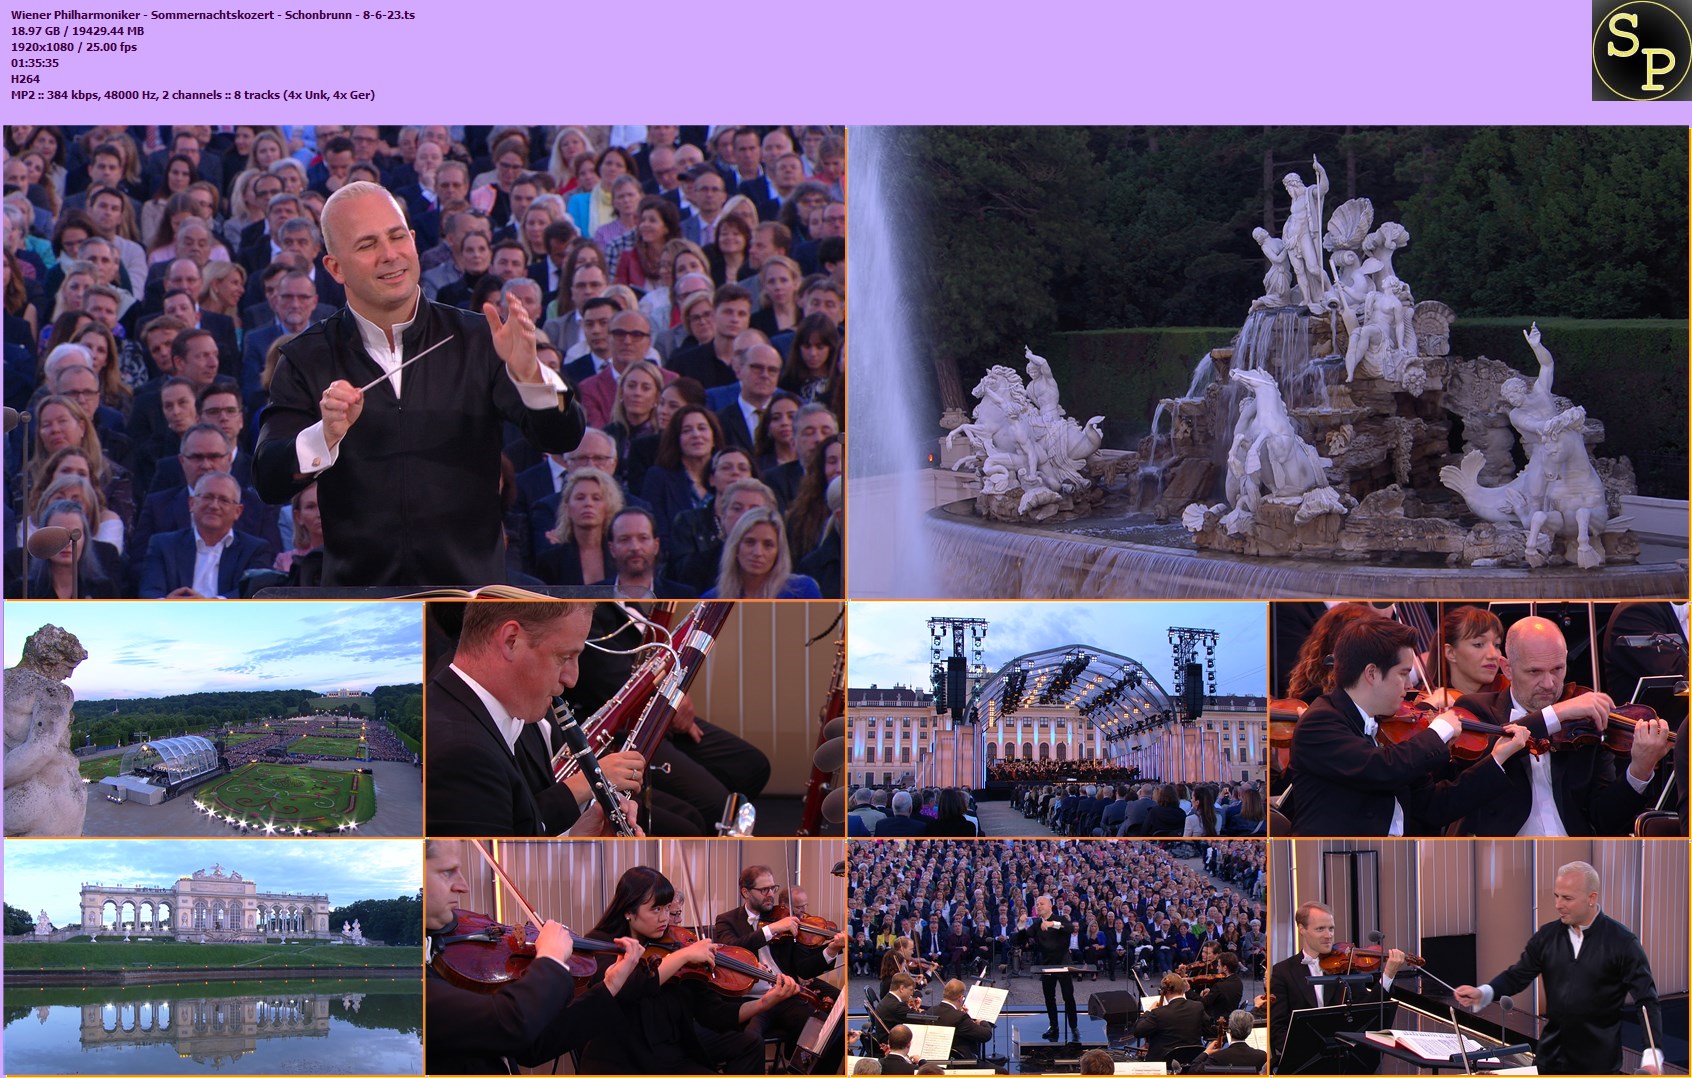 Wiener Philharmoniker - Sommernachtskozert - Schonbrunn - 8-6-23.ts
18.97 GB / 19429.44 MB
1920x1080 / 25.00 fps
01:35:35
H264
MP2 :: 384 kbps, 48000 Hz, 2 channels :: 8 tracks (4x Unk, 4x Ger)
SP